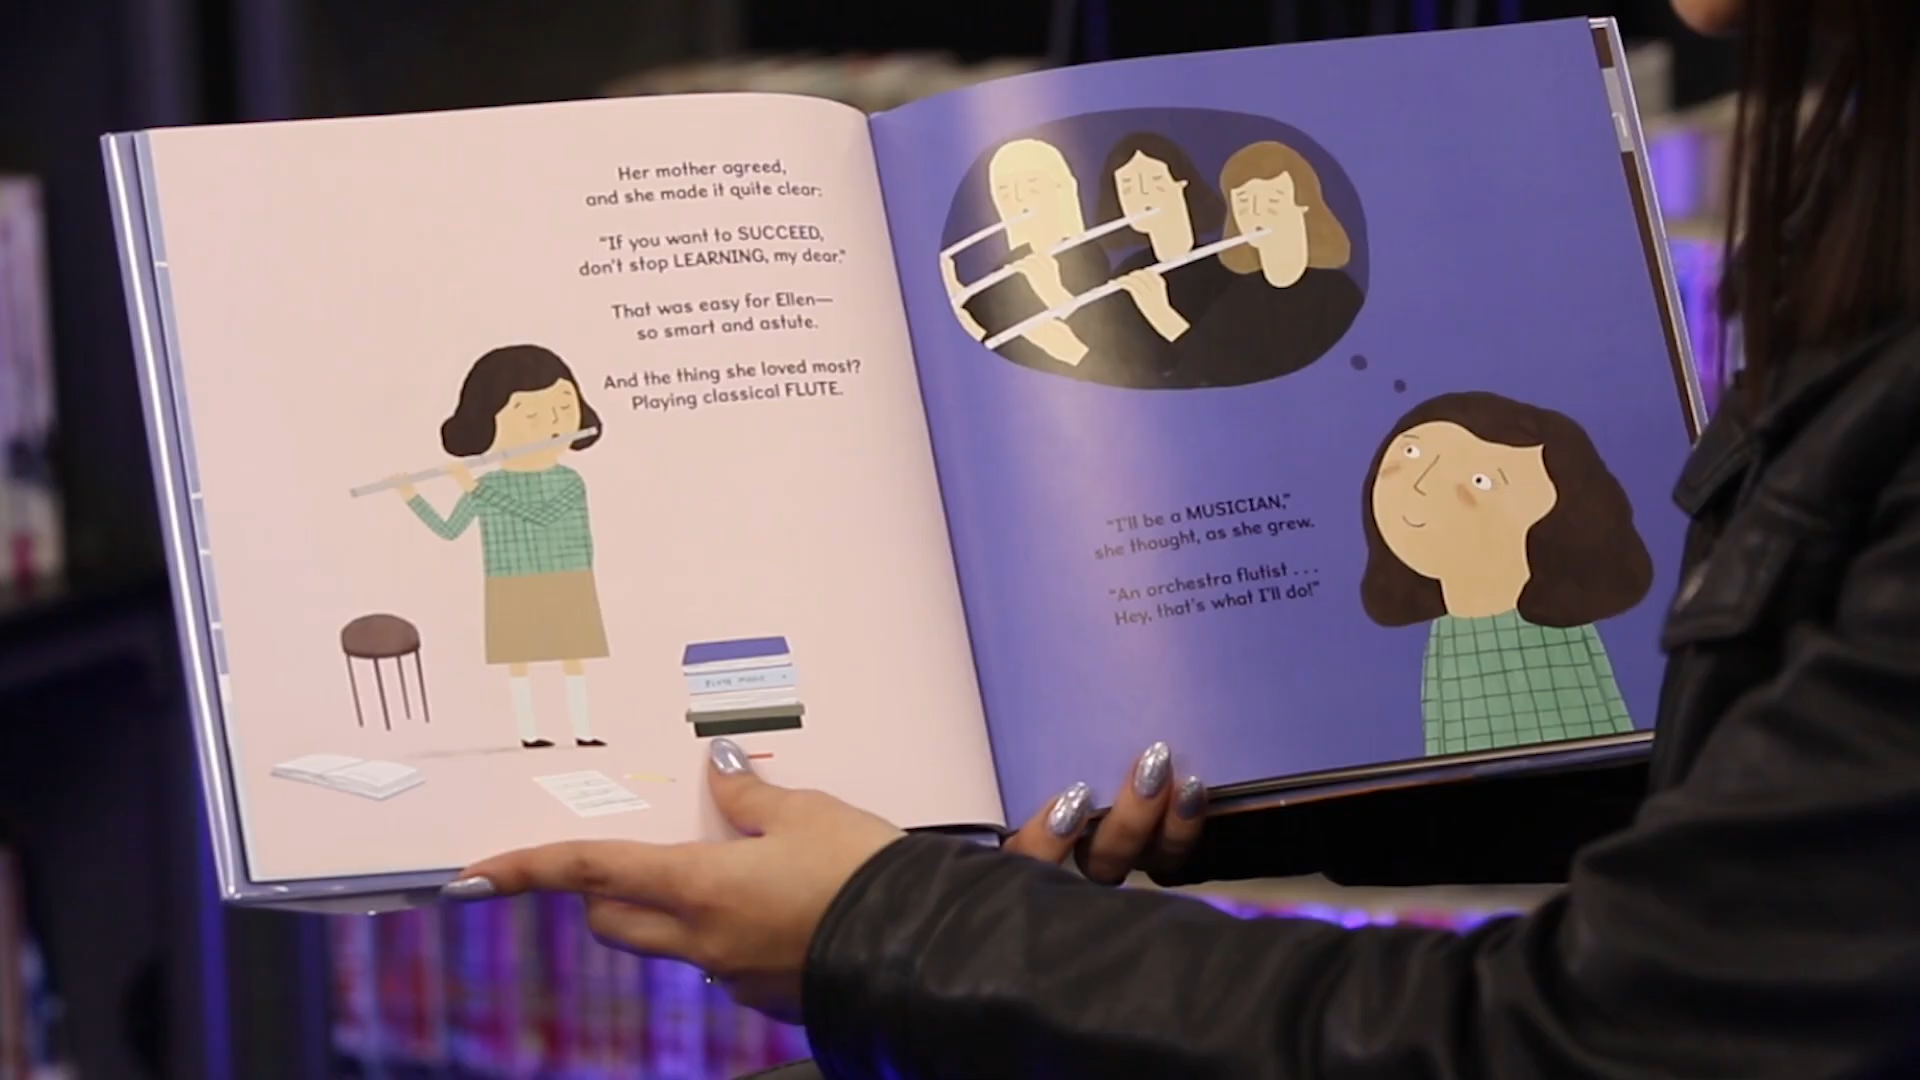 Her mother agreed,
and she made it quite clear:
"If you want to SUCCEED,
don't stop LEARNING, my dear."
That was easy for Ellen—
so smart and astute.
And the thing she loved most?
Playing classical FLUTE.
FLUTE MUSIC
"I'll be a MUSICIAN,"
she thought, as she grew.
"An orchestra flutist . . .
Hey, that's what I'll do!"